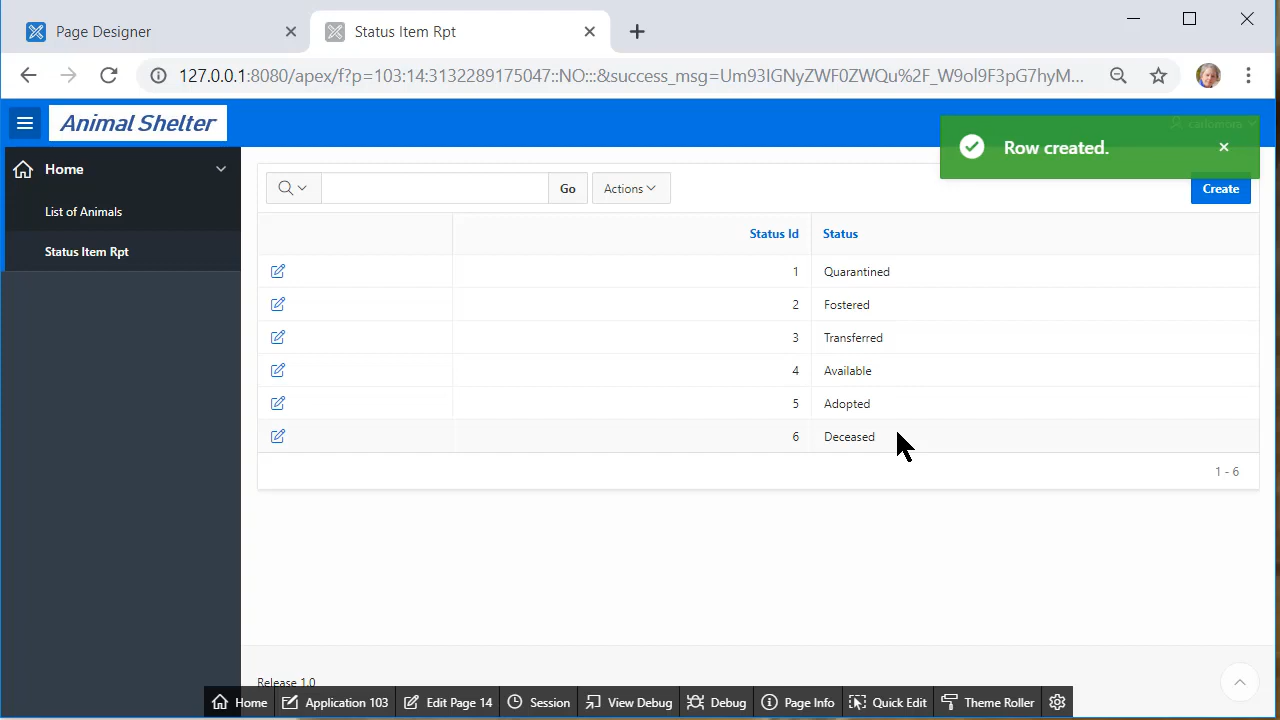 Page Designer
Status Item Rpt
127.0.0.1:8080/apex/f?p=103:14:3132289175047::NO:::&success_msg=Um93IGNyZWF0ZWQu%2F_W9ol9F3pG7hyM...
Animal Shelter
Row created.
Home
List of Animals
Status Item Rpt
Go
Actions
Create
Status Id Status
1 Quarantined
2 Fostered
3 Transferred
4 Available
5 Adopted
6 Deceased
1 - 6
Release 1.0
Home Application 103 Edit Page 14 Session View Debug Debug Page Info Quick Edit Theme Roller